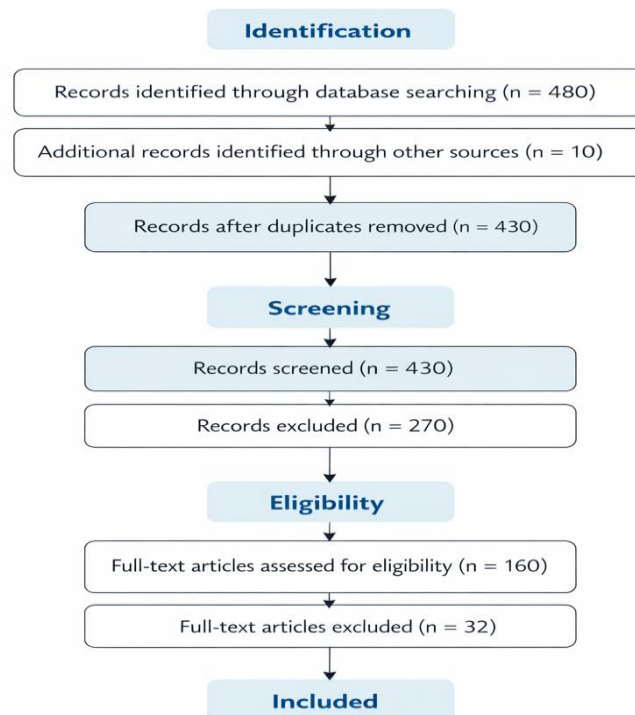 Identification
Records identified through database searching (n = 480)
Additional records identified through other sources (n = 10)
Records after duplicates removed (n = 430)
Screening
Records screened (n = 430)
Records excluded (n = 270)
Eligibility
Full-text articles assessed for eligibility (n = 160)
Full-text articles excluded (n = 32)
Included